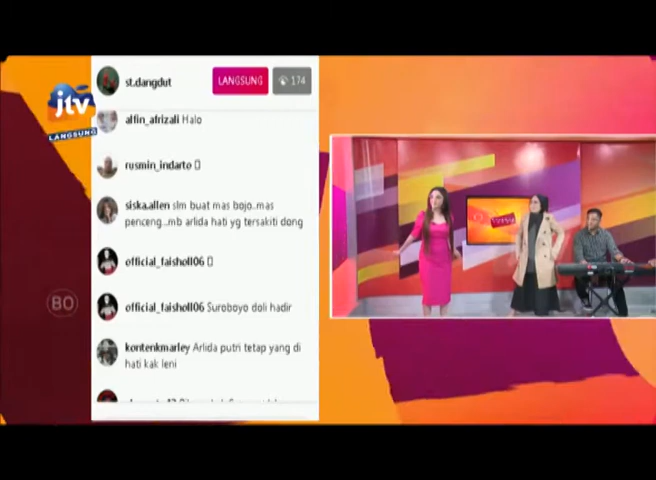 jtv
LANGSUNG
st.dangdut
LANGSUNG
174
alfin_afrizali Halo
rusmin_indarto
siska.allen slm buat mas bojo..mas
penceng...mb arlida hati yg tersakiti dong
official_faisholl06
official_faisholl06 Suroboyo doli hadir
kontenkmarley Arlida putri tetap yang di
hati kak leni
BO